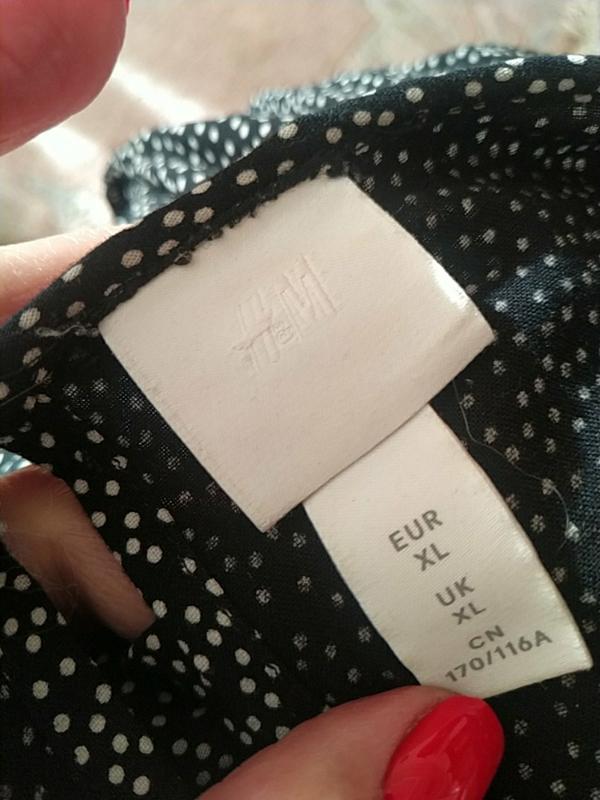 H&M
EUR
XL
UK
XL
CN
170/116A